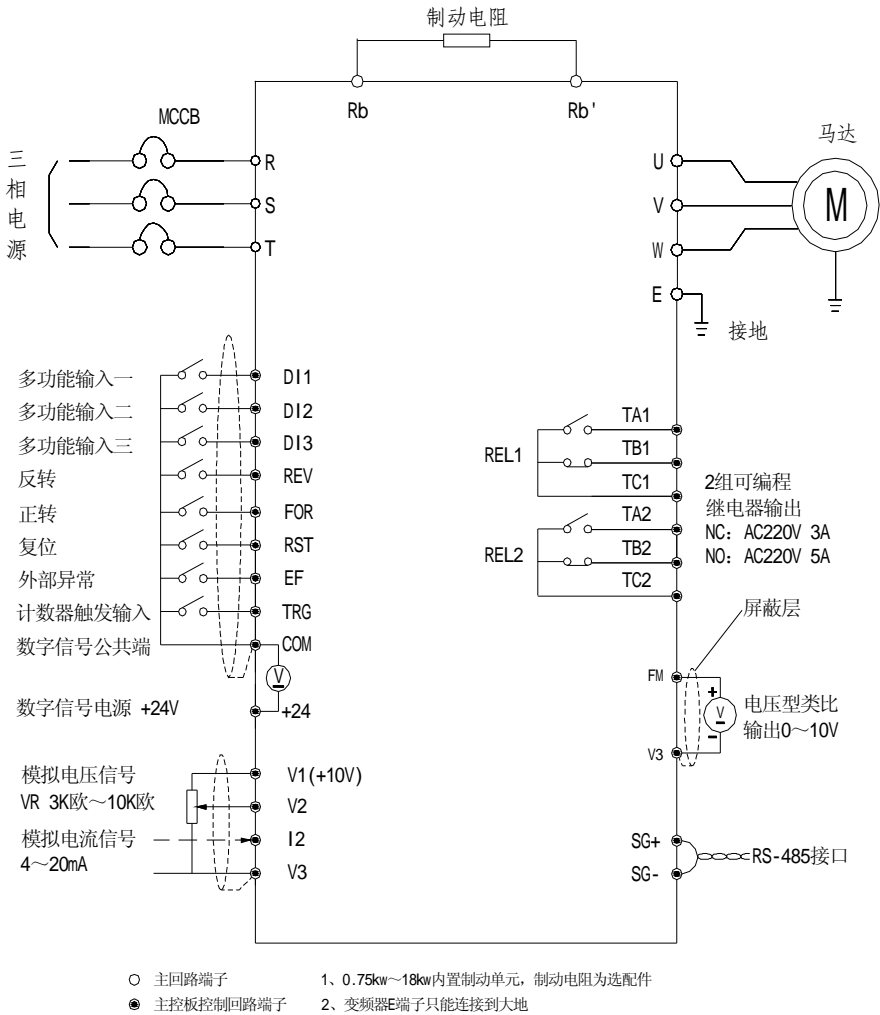 制动电阻
Rb
Rb'
MCCB
三相电源
R
S
T
U
V
W
E
马达
M
接地
多功能输入一
DI1
多功能输入二
DI2
多功能输入三
DI3
反转
REV
正转
FOR
复位
RST
外部异常
EF
计数器触发输入
TRG
数字信号公共端
COM
V
数字信号电源 +24V
+24
REL1
TA1
TB1
TC1
REL2
TA2
TB2
TC2
2组可编程
继电器输出
NC: AC220V 3A
NO: AC220V 5A
屏蔽层
FM
+
V
-
V3
电压型类比
输出0～10V
模拟电压信号
VR 3K欧～10K欧
模拟电流信号
4～20mA
V1(+10V)
V2
I2
V3
SG+
SG-
RS-485接口
主回路端子
1、0.75kw～18kw内置制动单元，制动电阻为选配件
主控板控制回路端子
2、变频器E端子只能连接到大地